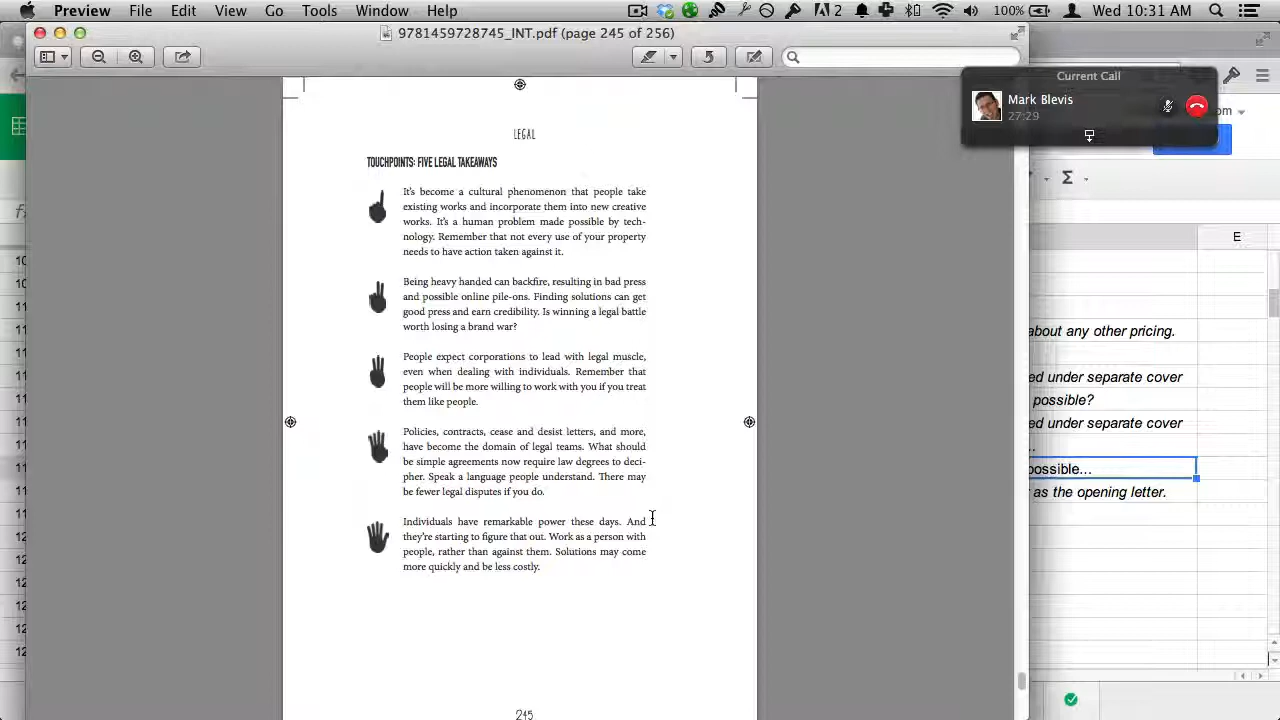 Preview File Edit View Go Tools Window Help
2 100% Wed 10:31 AM
9781459728745_INT.pdf (page 245 of 256)
Current Call
Mark Blevis
27:29
LEGAL
TOUCHPOINTS: FIVE LEGAL TAKEAWAYS
It's become a cultural phenomenon that people take
existing works and incorporate them into new creative
works. It's a human problem made possible by tech-
nology. Remember that not every use of your property
needs to have action taken against it.
Being heavy handed can backfire, resulting in bad press
and possible online pile-ons. Finding solutions can get
good press and earn credibility. Is winning a legal battle
worth losing a brand war?
People expect corporations to lead with legal muscle,
even when dealing with individuals. Remember that
people will be more willing to work with you if you treat
them like people.
Policies, contracts, cease and desist letters, and more,
have become the domain of legal teams. What should
be simple agreements now require law degrees to deci-
pher. Speak a language people understand. There may
be fewer legal disputes if you do.
Individuals have remarkable power these days. And
they're starting to figure that out. Work as a person with
people, rather than against them. Solutions may come
more quickly and be less costly.
245
om
Σ
E
about any other pricing.
ed under separate cover
possible?
ed under separate cover
possible...
as the opening letter.